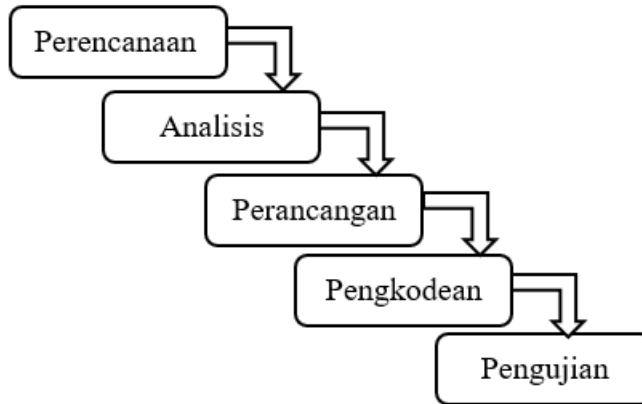 Perencanaan
Analisis
Perancangan
Pengkodean
Pengujian